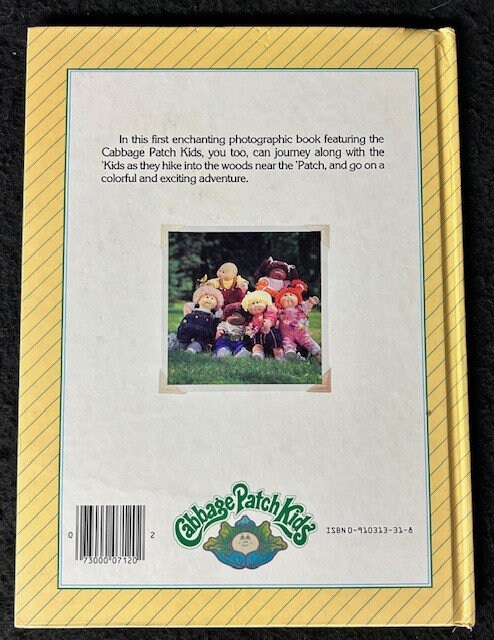 In this first enchanting photographic book featuring the
Cabbage Patch Kids, you too, can journey along with the
'Kids as they hike into the woods near the 'Patch, and go on a
colorful and exciting adventure.
Cabbage Patch Kids
ISBN 0-910313-31-8
0 73000 07120 2